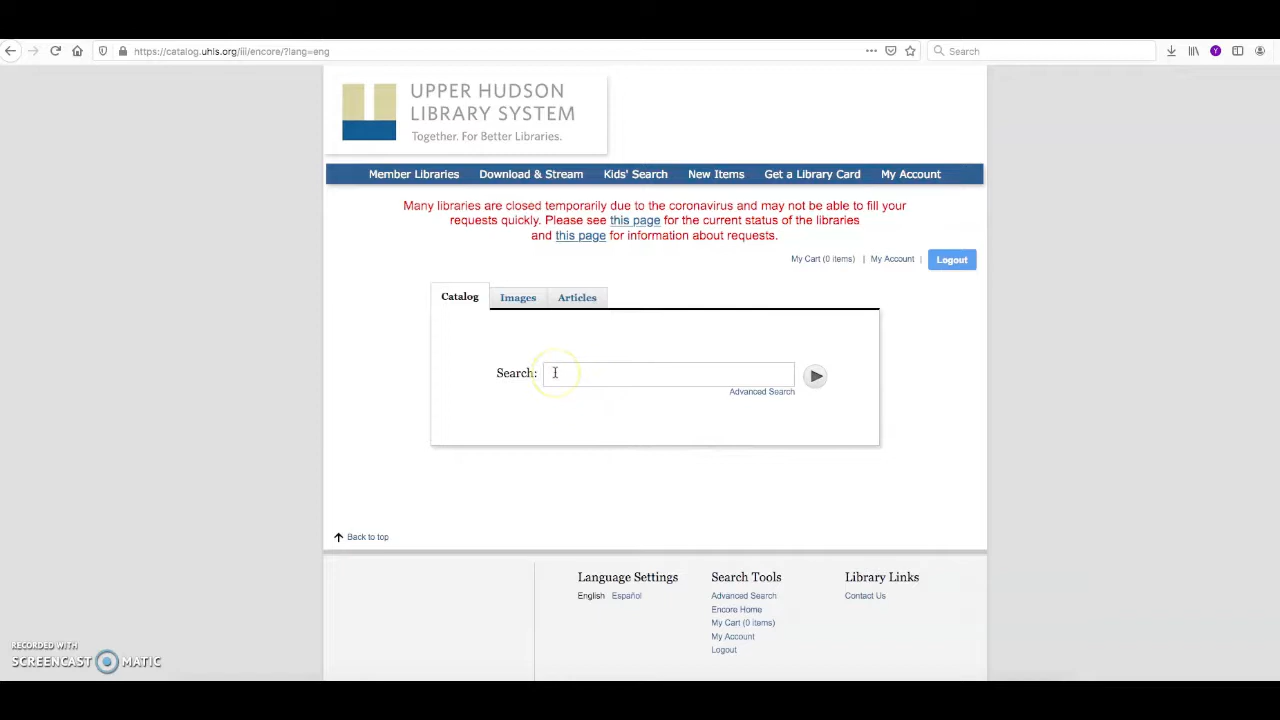 https://catalog.uhls.org/iii/encore/?lang=eng
Search
UPPER HUDSON
LIBRARY SYSTEM
Together. For Better Libraries.
Member Libraries Download & Stream Kids' Search New Items Get a Library Card My Account
Many libraries are closed temporarily due to the coronavirus and may not be able to fill your
requests quickly. Please see this page for the current status of the libraries
and this page for information about requests.
My Cart (0 items) | My Account | Logout
Catalog Images Articles
Search:
Advanced Search
Back to top
Language Settings Search Tools Library Links
English Español Advanced Search Contact Us
Encore Home
My Cart (0 items)
My Account
Logout
RECORDED WITH
SCREENCAST MATIC